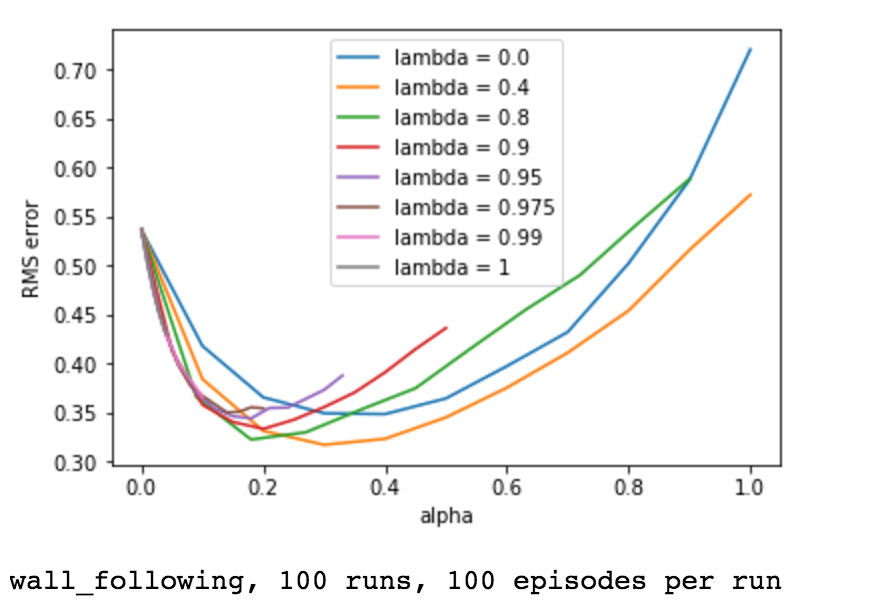 lambda = 0.0
lambda = 0.4
lambda = 0.8
lambda = 0.9
lambda = 0.95
lambda = 0.975
lambda = 0.99
lambda = 1
RMS error
0.70
0.65
0.60
0.55
0.50
0.45
0.40
0.35
0.30
0.0 0.2 0.4 0.6 0.8 1.0
alpha
wall_following, 100 runs, 100 episodes per run